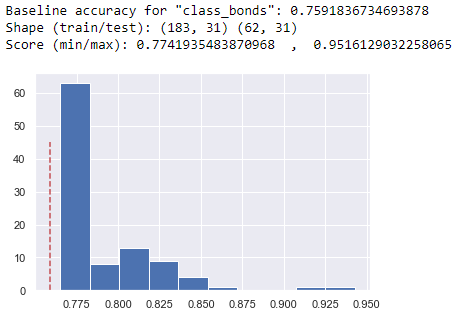 Baseline accuracy for "class_bonds": 0.7591836734693878
Shape (train/test): (183, 31) (62, 31)
Score (min/max): 0.7741935483870968  ,  0.9516129032258065
60
50
40
30
20
10
0
0.775 0.800 0.825 0.850 0.875 0.900 0.925 0.950